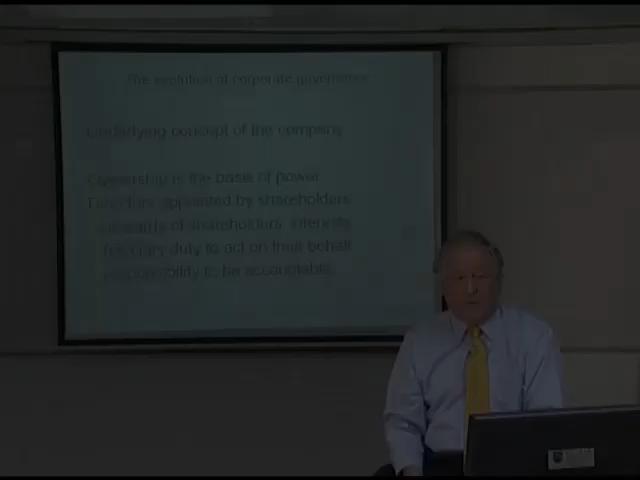 The evolution of corporate governance
Underlying concept of the company
Ownership is the basis of power
Directors appointed by shareholders
stewards of shareholders' interests
fiduciary duty to act on their behalf
responsibility to be accountable